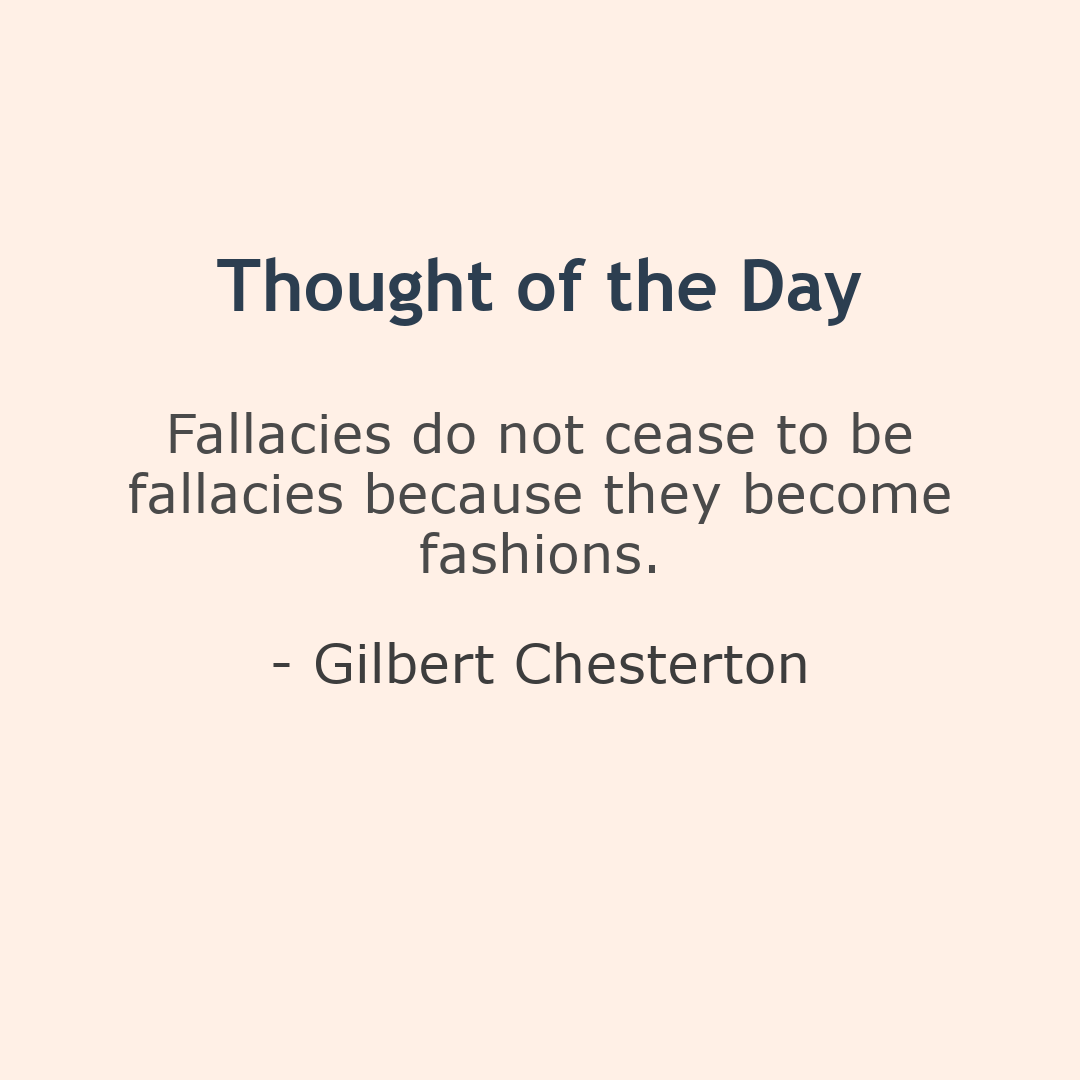 Thought of the Day
Fallacies do not cease to be
fallacies because they become
fashions.
- Gilbert Chesterton